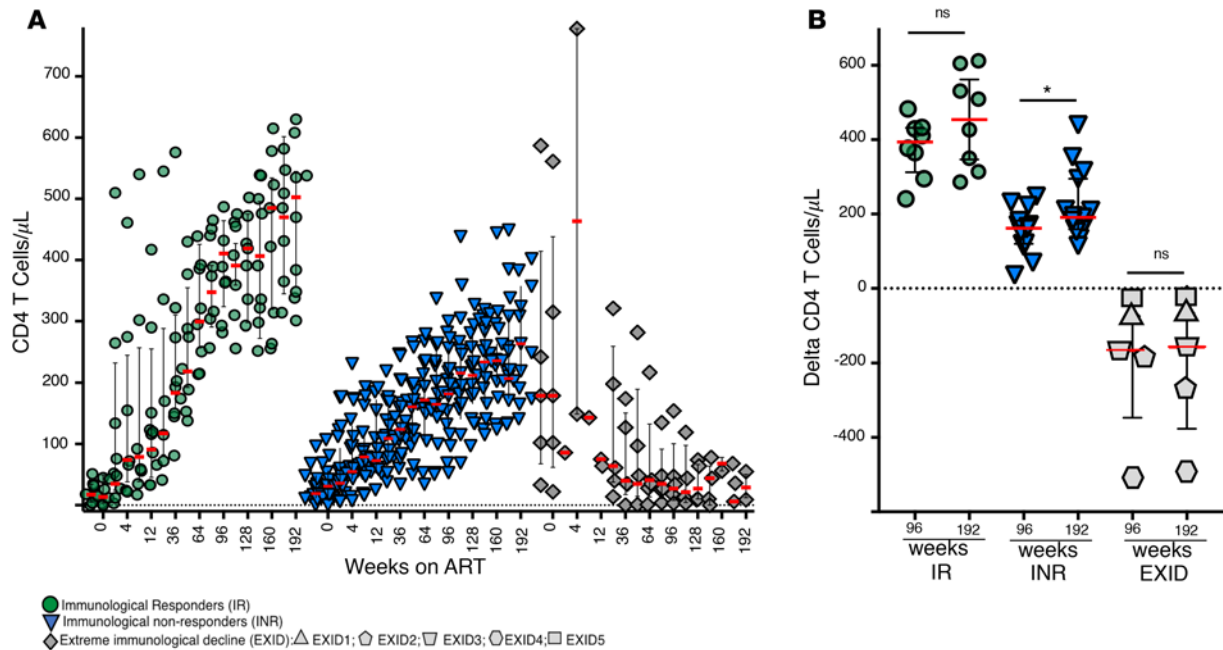 A
CD4 T Cells/μL
700
600
500
400
300
200
100
0 4 12 36 64 96 128 160 192 0 4 12 36 64 96 128 160 192 0 4 12 36 64 96 128 160 192
Weeks on ART
Immunological Responders (IR)
Immunological non-responders (INR)
Extreme immunological decline (EXID): EXID1; EXID2; EXID3; EXID4; EXID5
B
Delta CD4 T Cells/μL
ns
*
ns
600
400
200
0
-200
-400
96 192 96 192 96 192
weeks weeks weeks
IR INR EXID